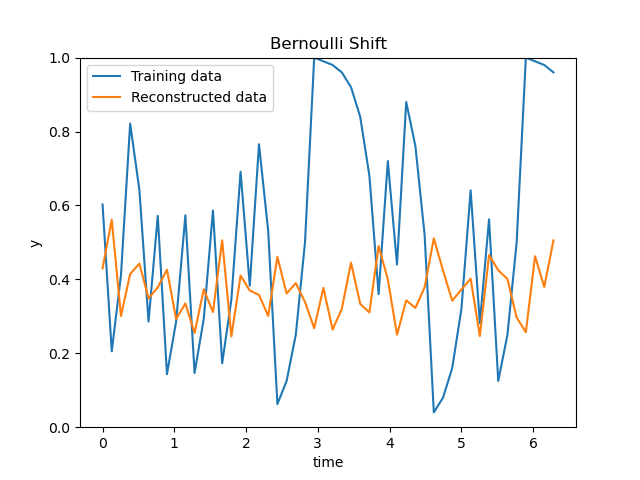 Bernoulli Shift
Training data
Reconstructed data
y
1.0
0.8
0.6
0.4
0.2
0.0
0 1 2 3 4 5 6
time